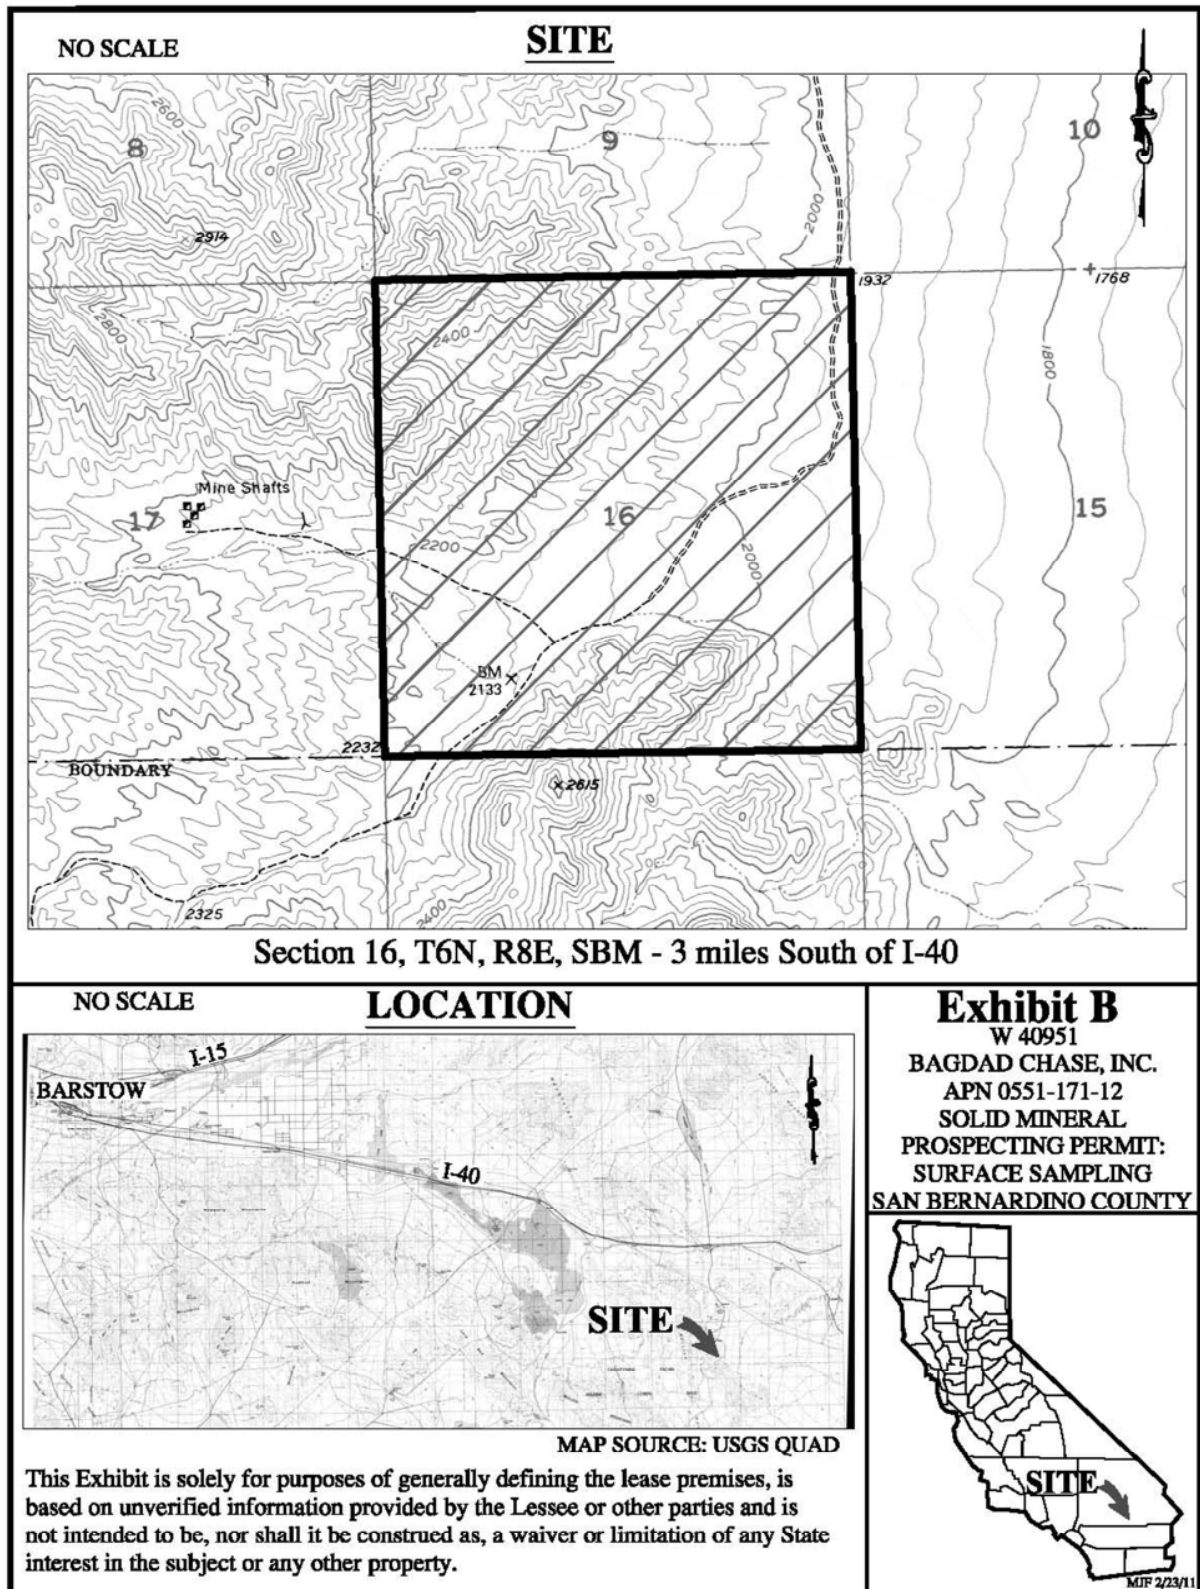 NO SCALE
SITE
2600
8
9
10
2000
2914
1932
1768
2800
2400
1800
Mine Shafts
17
16
15
2200
2000
BM
2133
2232
BOUNDARY
2615
2325
2400
Section 16, T6N, R8E, SBM - 3 miles South of I-40
NO SCALE
LOCATION
I-15
BARSTOW
I-40
SITE
MAP SOURCE: USGS QUAD
This Exhibit is solely for purposes of generally defining the lease premises, is
based on unverified information provided by the Lessee or other parties and is
not intended to be, nor shall it be construed as, a waiver or limitation of any State
interest in the subject or any other property.
Exhibit B
W 40951
BAGDAD CHASE, INC.
APN 0551-171-12
SOLID MINERAL
PROSPECTING PERMIT:
SURFACE SAMPLING
SAN BERNARDINO COUNTY
SITE
MJF 2/23/11